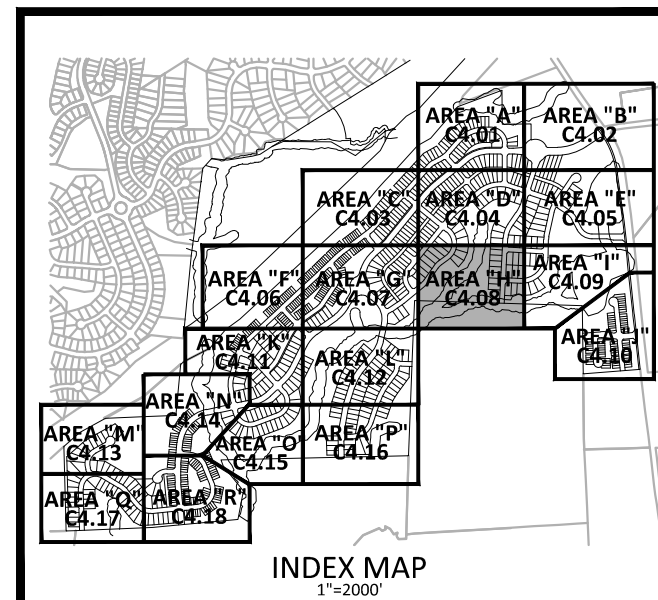 AREA "A"
C4.01
AREA "B"
C4.02
AREA "C"
C4.03
AREA "D"
C4.04
AREA "E"
C4.05
AREA "F"
C4.06
AREA "G"
C4.07
AREA "H"
C4.08
AREA "I"
C4.09
AREA "J"
C4.10
AREA "K"
C4.11
AREA "L"
C4.12
AREA "M"
C4.13
AREA "N"
C4.14
AREA "O"
C4.15
AREA "P"
C4.16
AREA "Q"
C4.17
AREA "R"
C4.18
INDEX MAP
1"=2000'